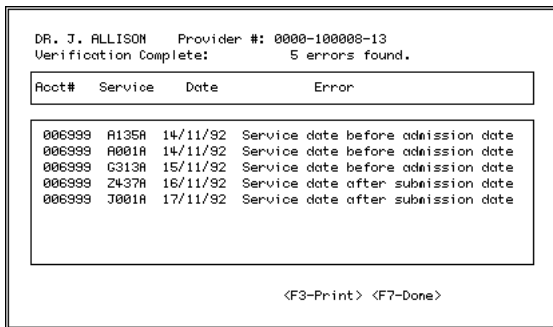 DR. J. ALLISON Provider #: 0000-100008-13
Verification Complete: 5 errors found.
Acct# Service Date Error
006999 A135A 14/11/92 Service date before admission date
006999 A001A 14/11/92 Service date before admission date
006999 G313A 15/11/92 Service date before admission date
006999 Z437A 16/11/92 Service date after submission date
006999 J001A 17/11/92 Service date after submission date
<F3-Print> <F7-Done>